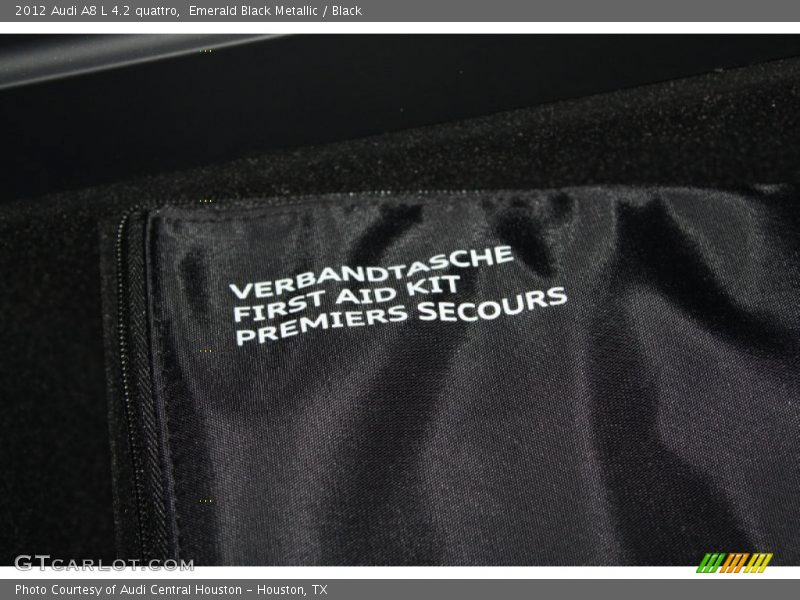 2012 Audi A8 L 4.2 quattro,  Emerald Black Metallic / Black
VERBANDTASCHE
FIRST AID KIT
PREMIERS SECOURS
GTCARLOT.COM
Photo Courtesy of Audi Central Houston - Houston, TX